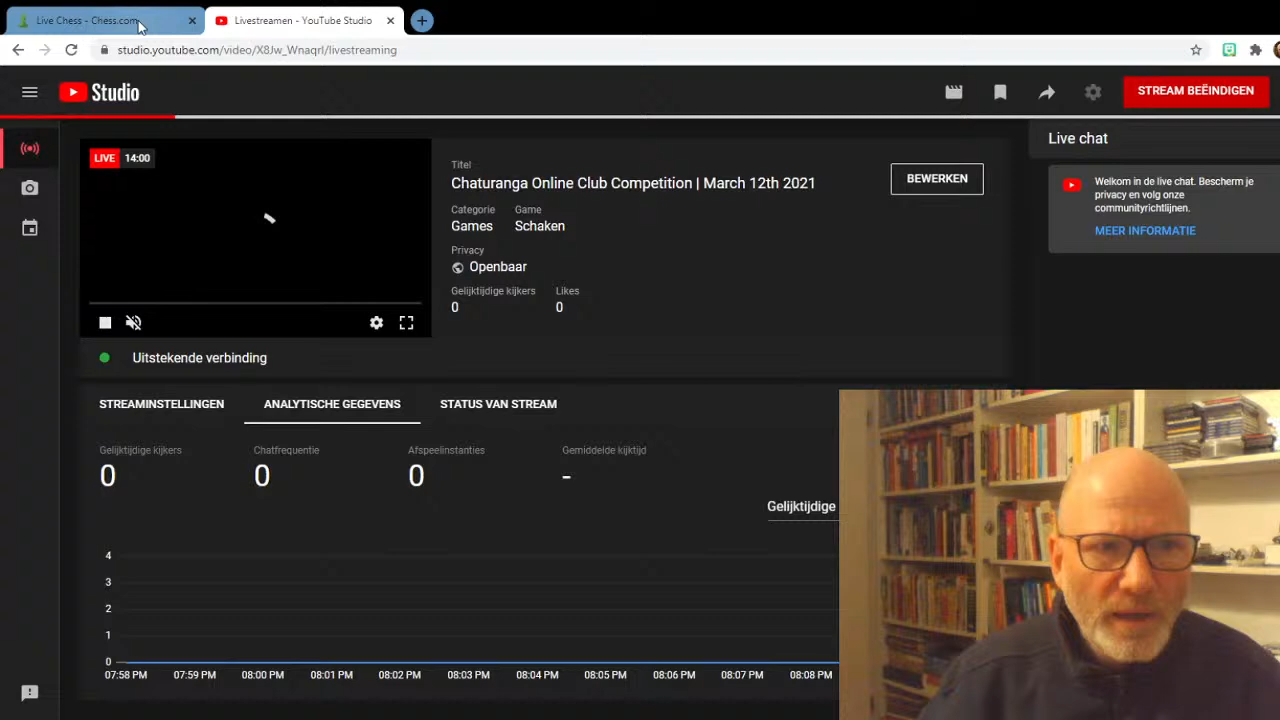 Live Chess - Chess.com
Livestreamen - YouTube Studio
studio.youtube.com/video/X8Jw_WnaqrI/livestreaming
Studio
STREAM BEËINDIGEN
LIVE 14:00
Titel
Chaturanga Online Club Competition | March 12th 2021
BEWERKEN
Categorie Game
Games Schaken
Privacy
Openbaar
Gelijktijdige kijkers Likes
0 0
Uitstekende verbinding
Live chat
Welkom in de live chat. Bescherm je
privacy en volg onze
communityrichtlijnen.
MEER INFORMATIE
STREAMINSTELLINGEN ANALYTISCHE GEGEVENS STATUS VAN STREAM
Gelijktijdige kijkers Chatfrequentie Afspeelinstanties Gemiddelde kijktijd
0 0 0 -
Gelijktijdige
4
3
2
1
0
07:58 PM 07:59 PM 08:00 PM 08:01 PM 08:02 PM 08:03 PM 08:04 PM 08:05 PM 08:06 PM 08:07 PM 08:08 PM